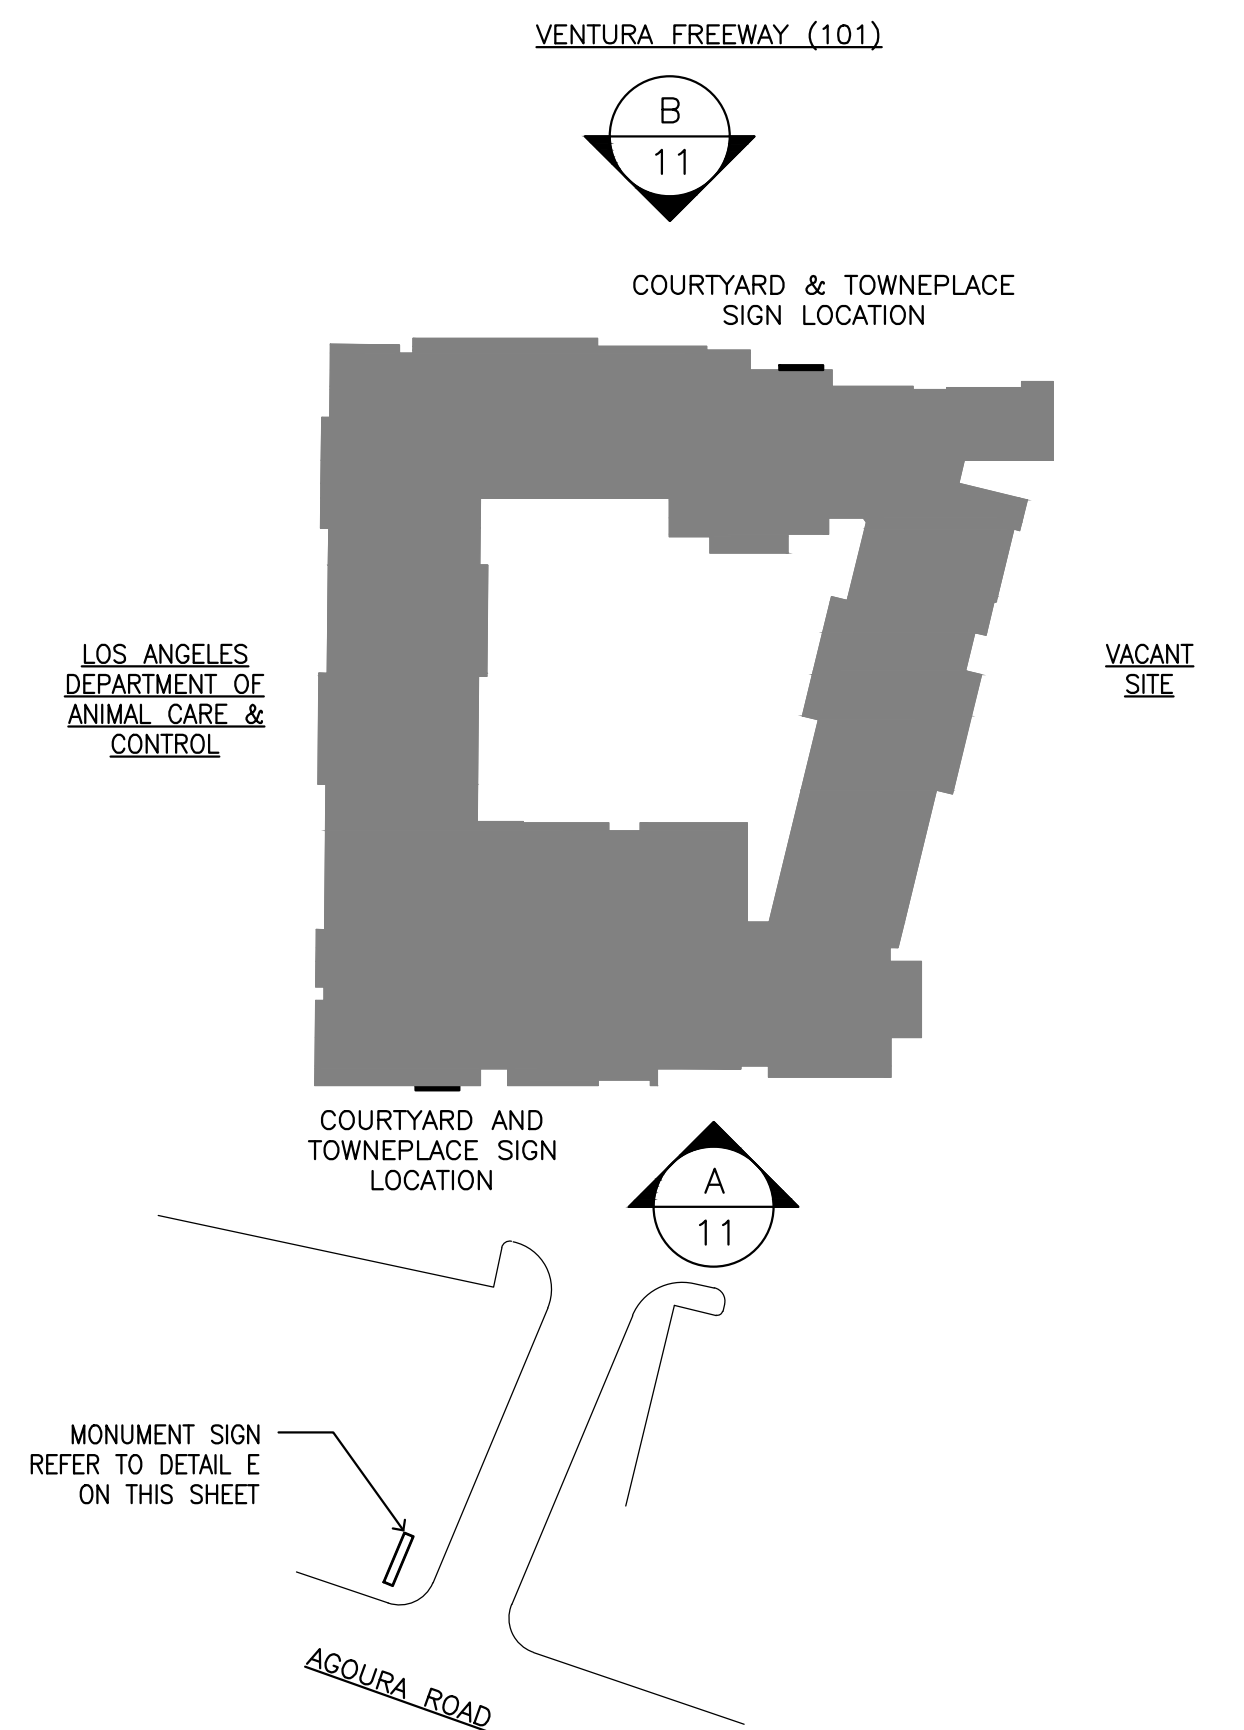 VENTURA FREEWAY (101)
B
11
COURTYARD & TOWNEPLACE
SIGN LOCATION
LOS ANGELES
DEPARTMENT OF
ANIMAL CARE &
CONTROL
VACANT
SITE
COURTYARD AND
TOWNEPLACE SIGN
LOCATION
A
11
MONUMENT SIGN
REFER TO DETAIL E
ON THIS SHEET
AGOURA ROAD